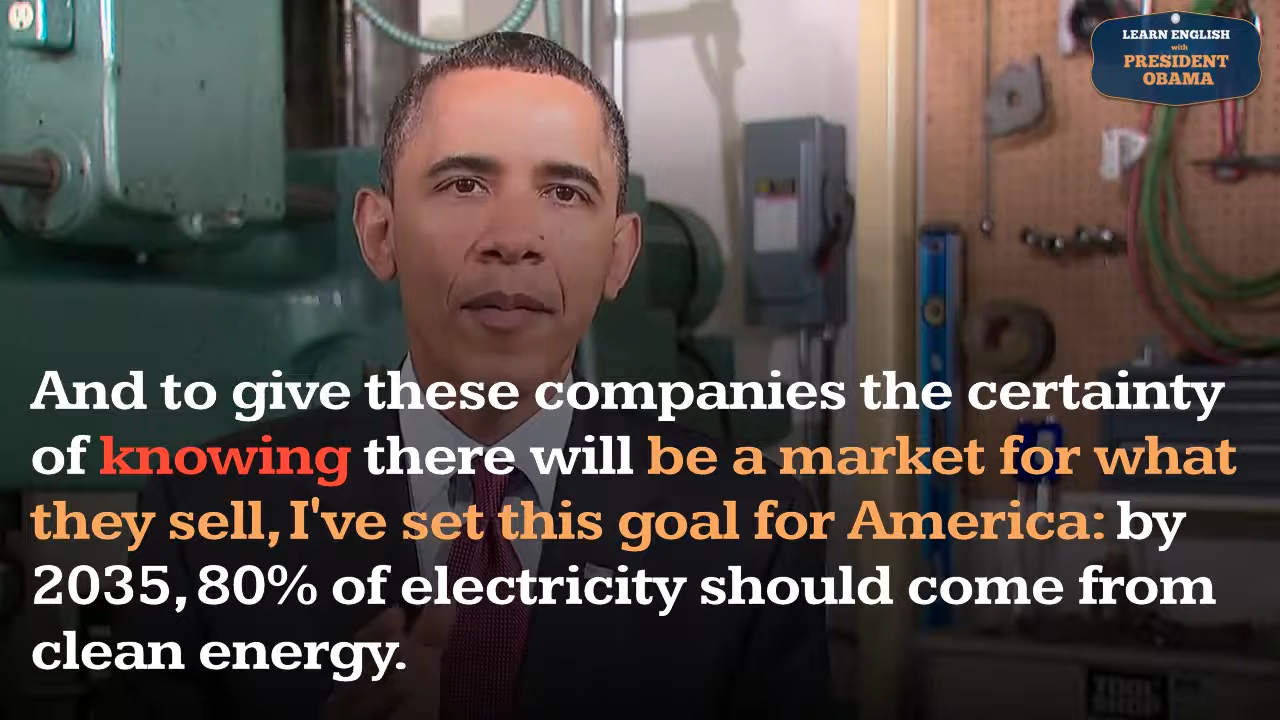 LEARN ENGLISH
with
PRESIDENT
OBAMA
And to give these companies the certainty
of knowing there will be a market for what
they sell, I've set this goal for America: by
2035, 80% of electricity should come from
clean energy.